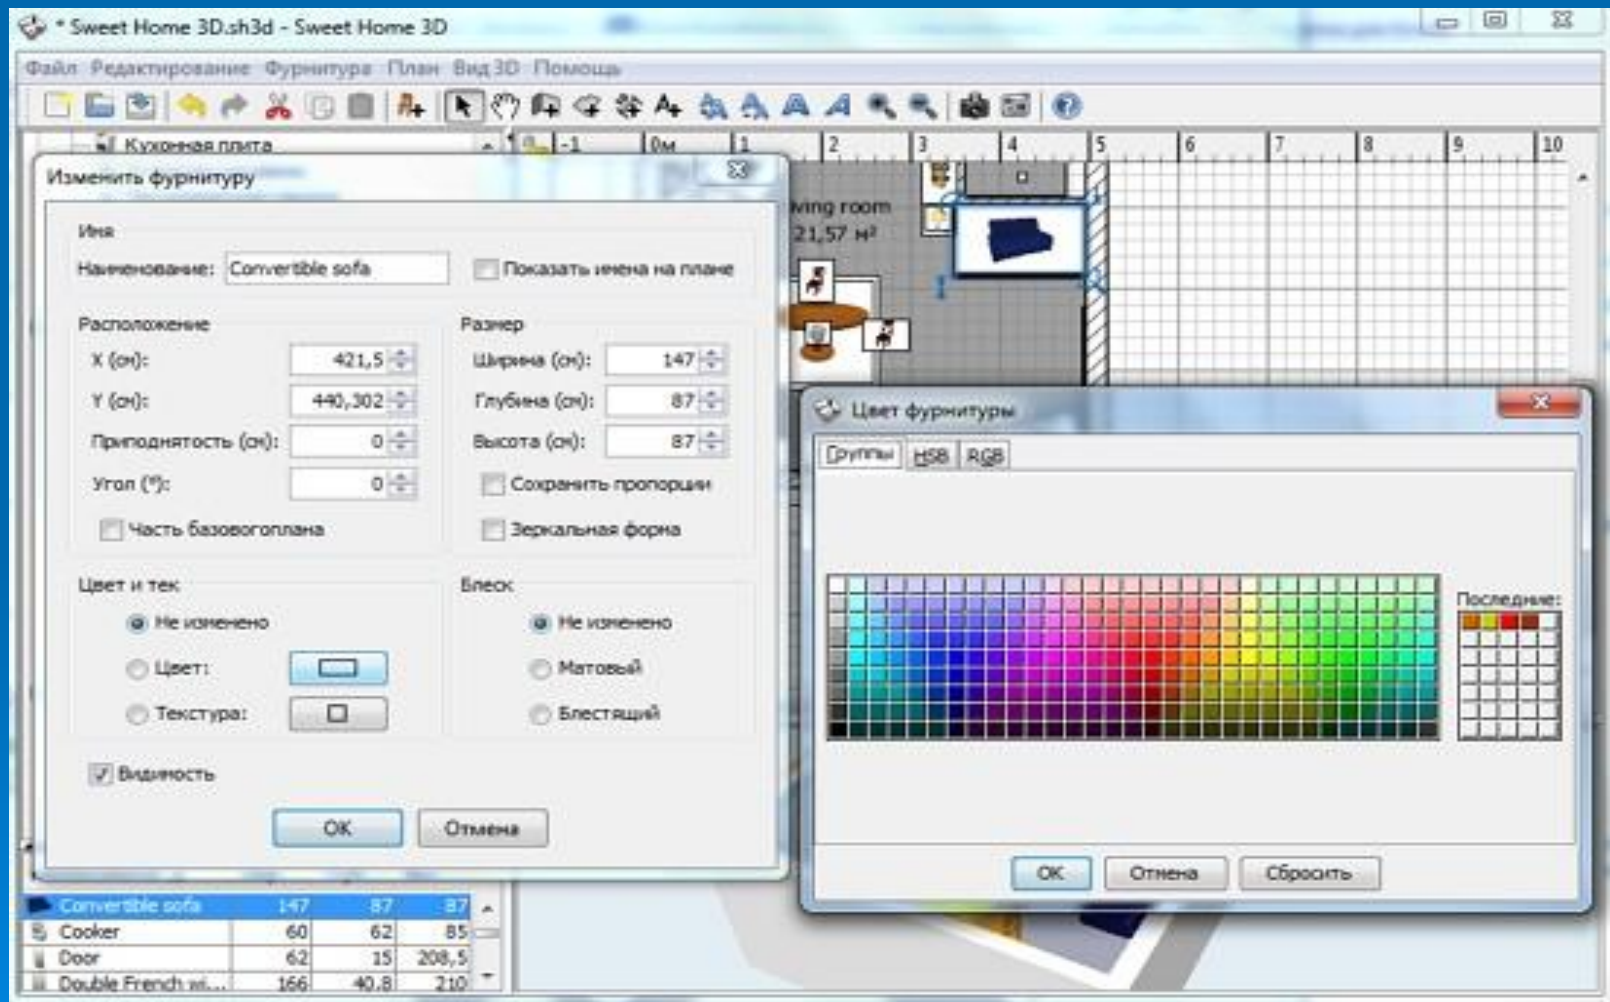 * Sweet Home 3D.sh3d - Sweet Home 3D
Файл Редактирование Фурнитура План Вид 3D Помощь
Кухонная плита
-1 0м 1 2 3 4 5 6 7 8 9 10
Изменить фурнитуру
Имя
Наименование: Convertible sofa Показать имена на плане
Расположение Размер
X (см): 421,5 Ширина (см): 147
Y (см): 440,302 Глубина (см): 87
Приподнятость (см): 0 Высота (см): 87
Угол (°): 0 Сохранить пропорции
Часть базовогоплана Зеркальная форма
Цвет и тек Блеск
Не изменено Не изменено
Цвет: Матовый
Текстура: Блестящий
Видимость
OK Отмена
ving room
21,57 м²
Цвет фурнитуры
Группы HSB RGB
Последние:
OK Отмена Сбросить
Convertible sofa 147 87 87
Cooker 60 62 85
Door 62 15 208,5
Double French wi... 166 40,8 210